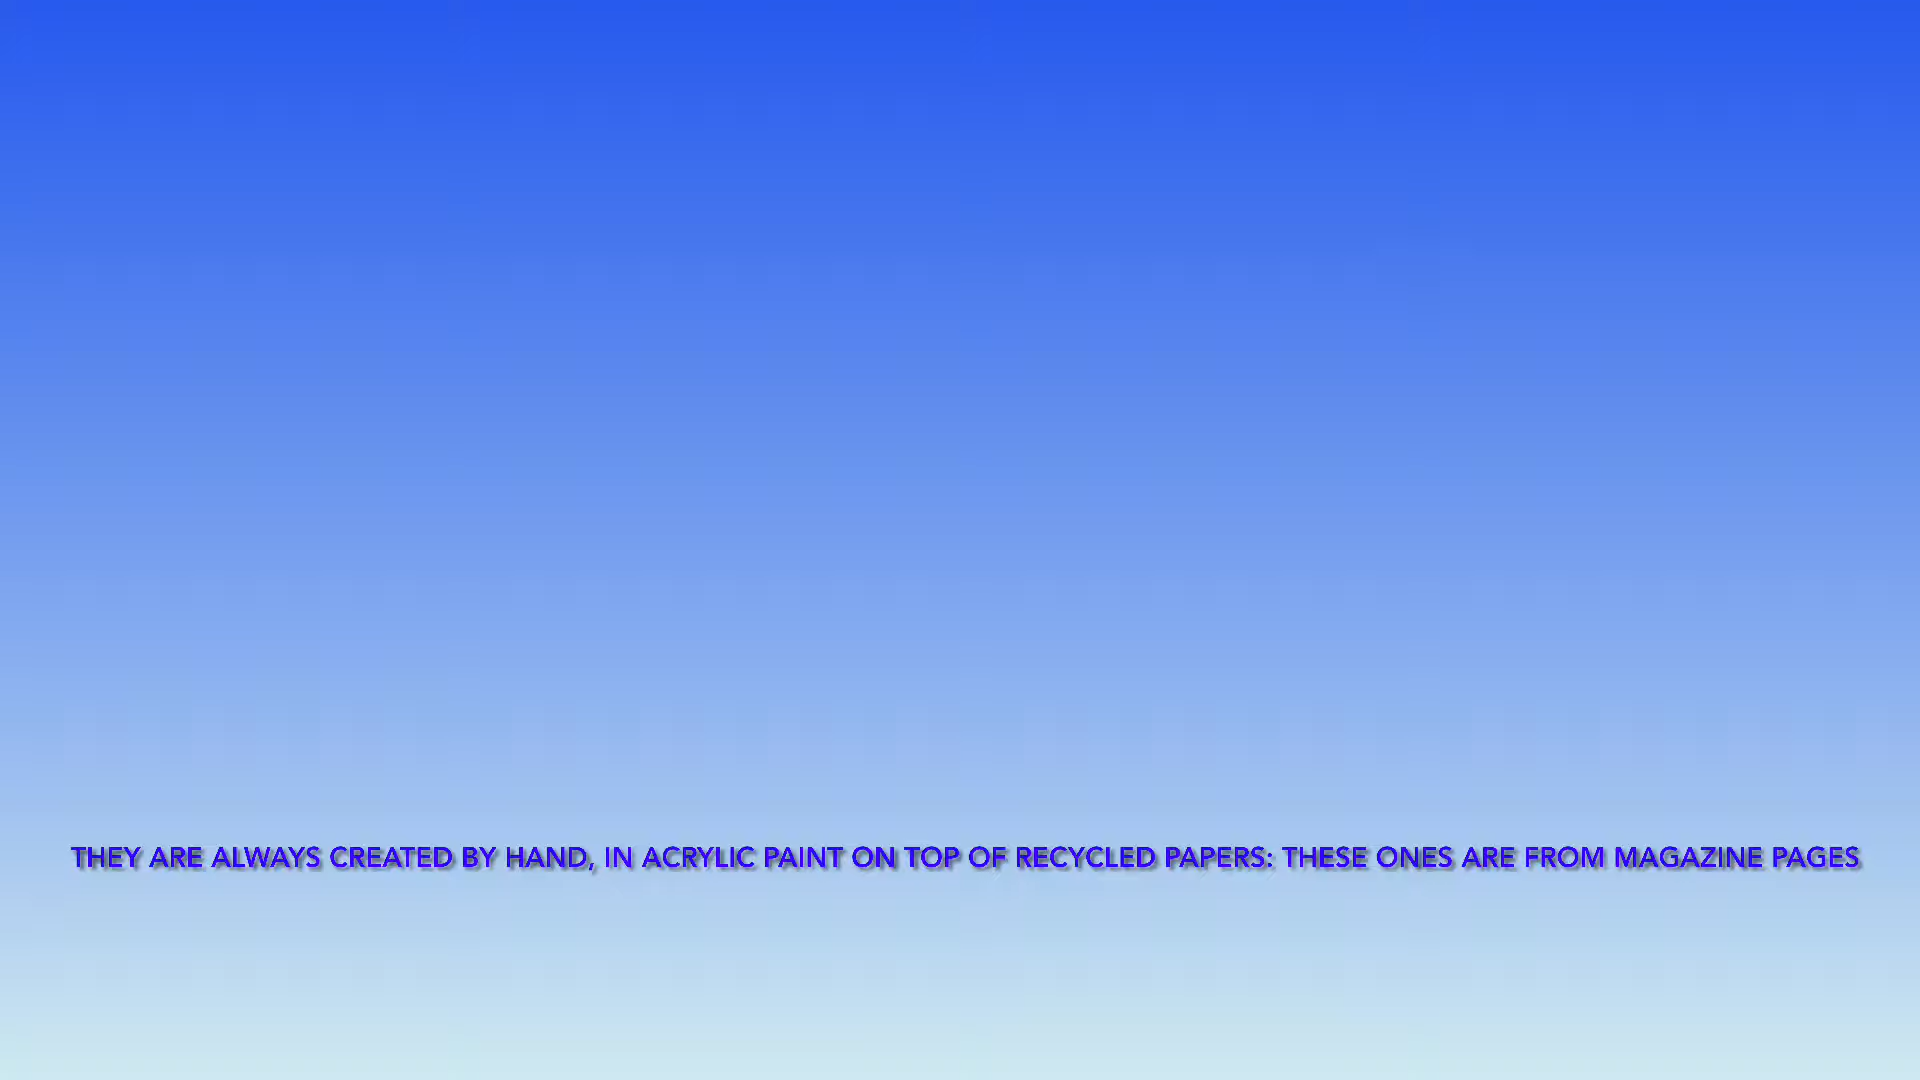 THEY ARE ALWAYS CREATED BY HAND, IN ACRYLIC PAINT ON TOP OF RECYCLED PAPERS: THESE ONES ARE FROM MAGAZINE PAGES